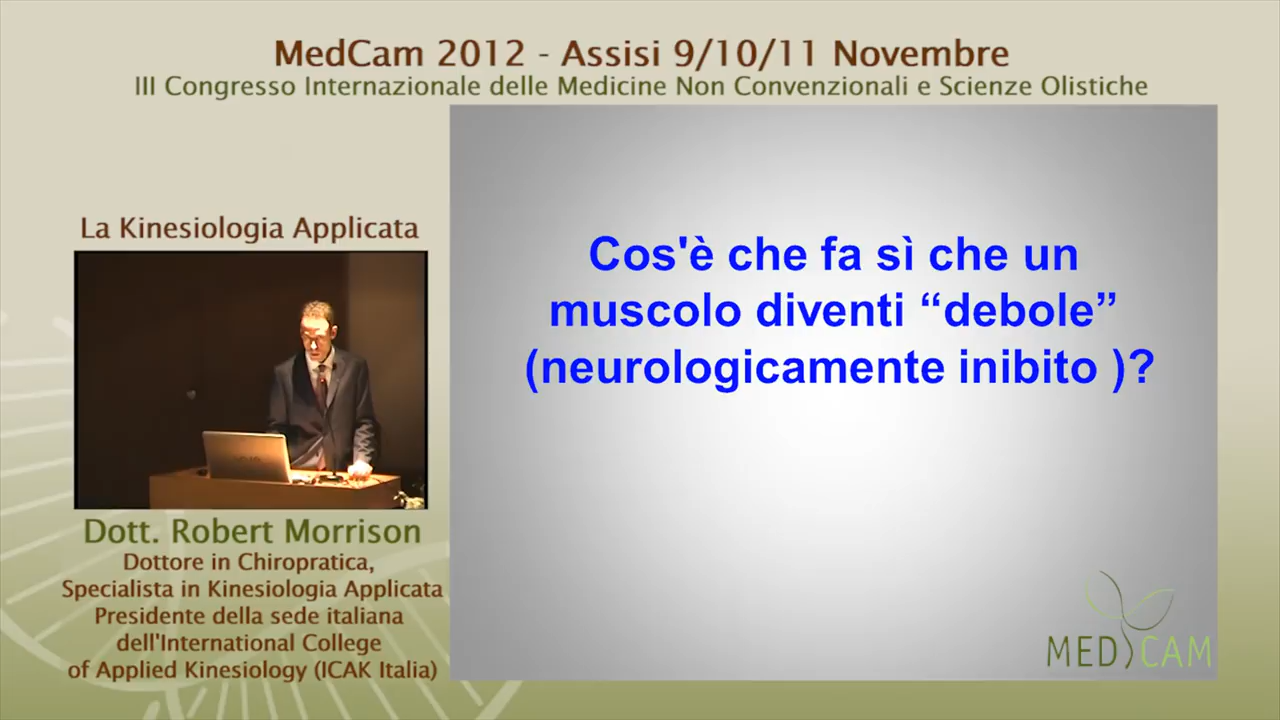 MedCam 2012 - Assisi 9/10/11 Novembre
III Congresso Internazionale delle Medicine Non Convenzionali e Scienze Olistiche
La Kinesiologia Applicata
Dott. Robert Morrison
Dottore in Chiropratica,
Specialista in Kinesiologia Applicata
Presidente della sede italiana
dell'International College
of Applied Kinesiology (ICAK Italia)
Cos'è che fa sì che un
muscolo diventi “debole”
(neurologicamente inibito )?
MED CAM